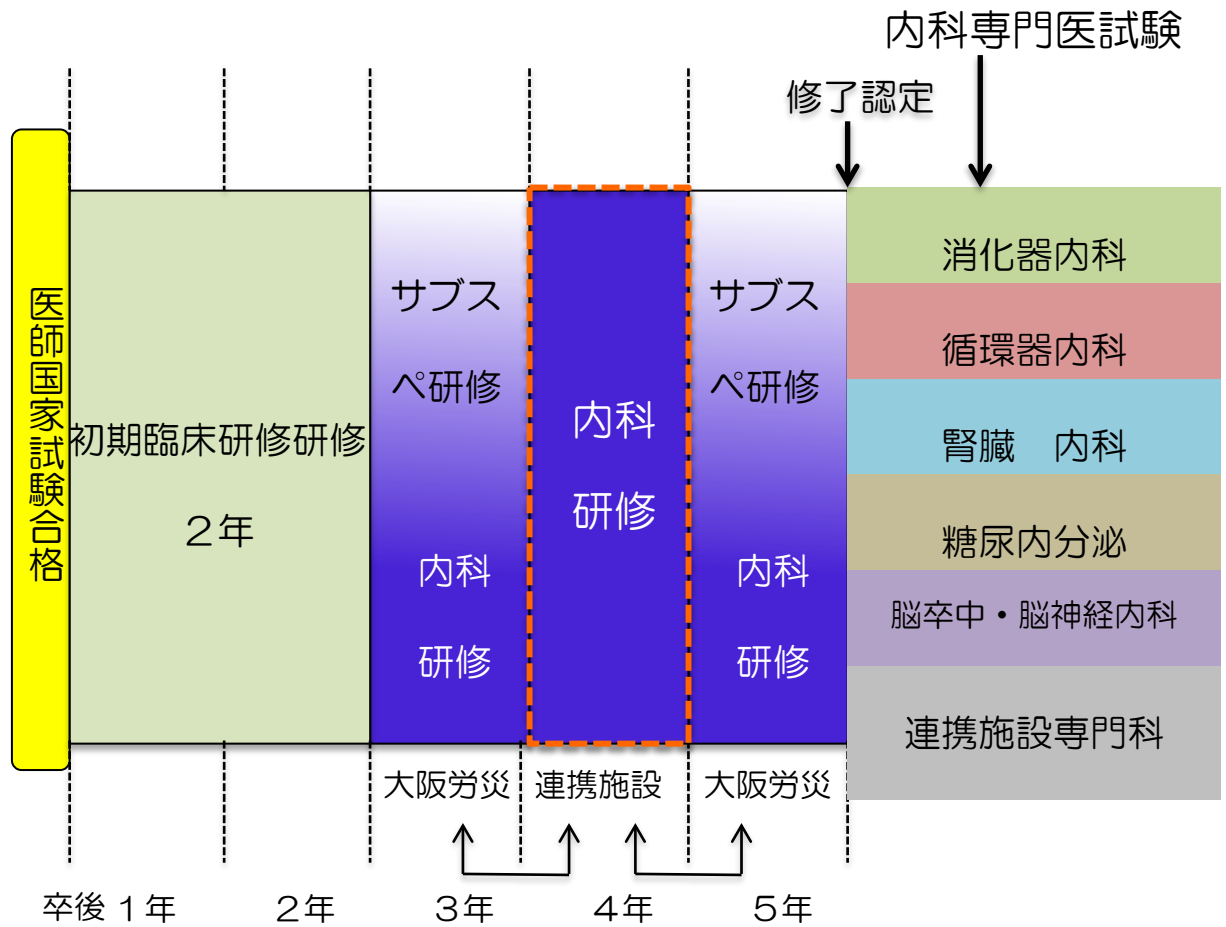 内科専門医試験
修了認定
医師国家試験合格
初期臨床研修研修
２年
サブス
ペ研修
内科
研修
内科
研修
サブス
ペ研修
内科
研修
消化器内科
循環器内科
腎臓　内科
糖尿内分泌
脳卒中・脳神経内科
連携施設専門科
大阪労災
連携施設
大阪労災
卒後１年
２年
３年
４年
５年